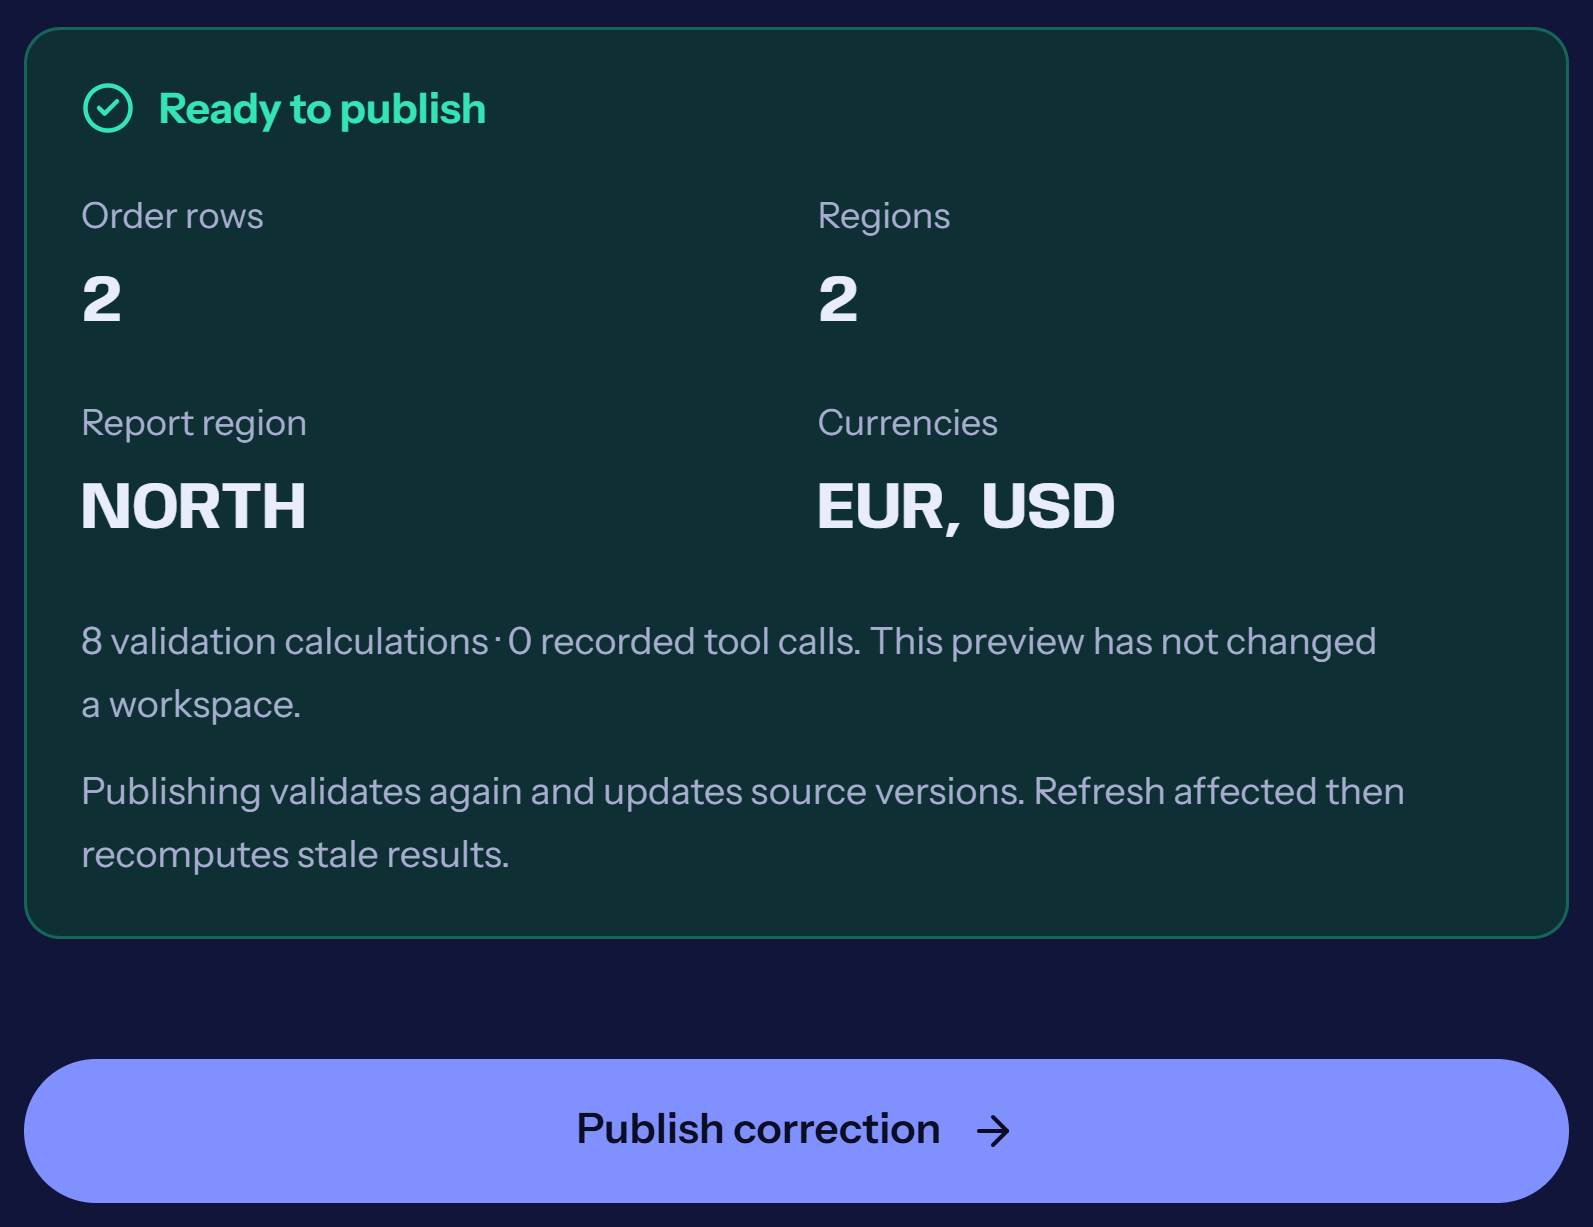 Ready to publish
Order rows
2
Regions
2
Report region
NORTH
Currencies
EUR, USD
8 validation calculations · 0 recorded tool calls. This preview has not changed
a workspace.
Publishing validates again and updates source versions. Refresh affected then
recomputes stale results.
Publish correction →